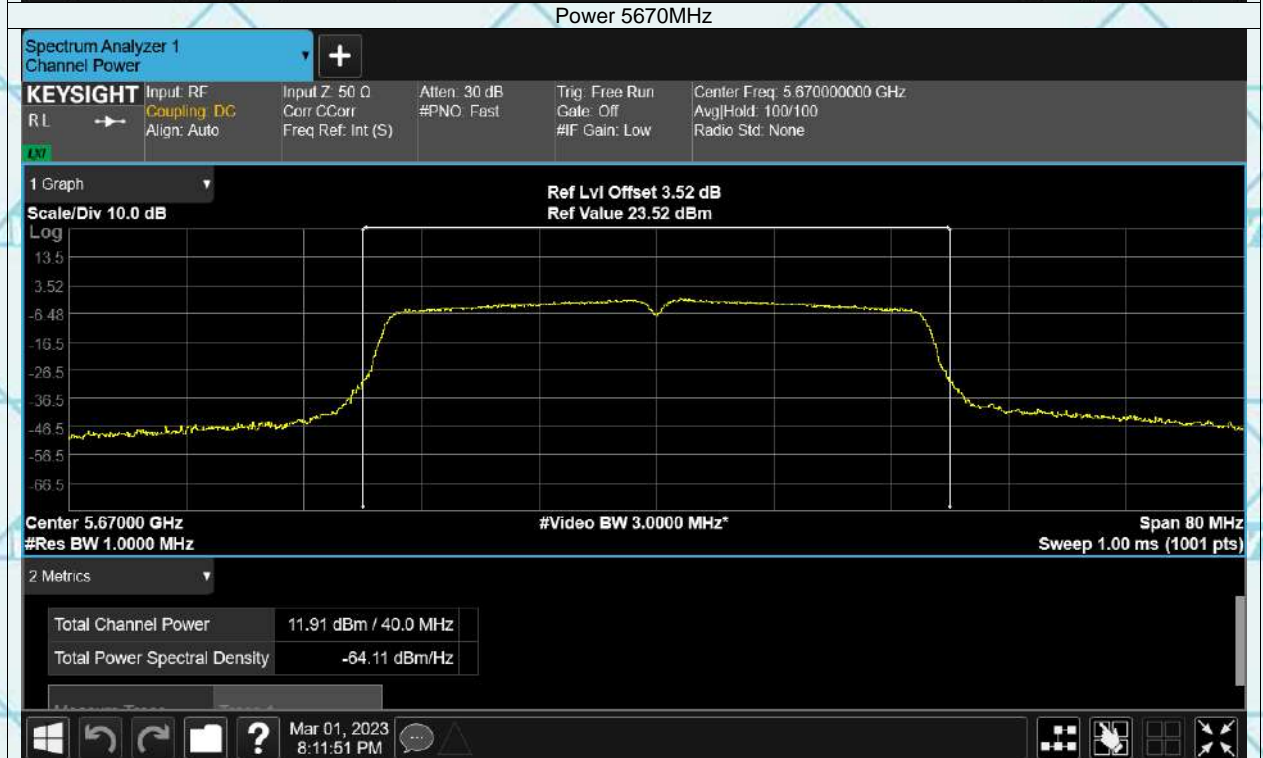 Power 5670MHz
Spectrum Analyzer 1
Channel Power
+
KEYSIGHT
RL
LXI
Input: RF
Coupling: DC
Align: Auto
Input Z: 50 Ω
Corr CCorr
Freq Ref: Int (S)
Atten: 30 dB
#PNO: Fast
Trig: Free Run
Gate: Off
#IF Gain: Low
Center Freq: 5.670000000 GHz
Avg|Hold: 100/100
Radio Std: None
1 Graph
Scale/Div 10.0 dB
Ref Lvl Offset 3.52 dB
Ref Value 23.52 dBm
Log
13.5
3.52
-6.48
-16.5
-26.5
-36.5
-46.5
-56.5
-66.5
Center 5.67000 GHz
#Video BW 3.0000 MHz*
Span 80 MHz
#Res BW 1.0000 MHz
Sweep 1.00 ms (1001 pts)
2 Metrics
Total Channel Power 11.91 dBm / 40.0 MHz
Total Power Spectral Density -64.11 dBm/Hz
?
Mar 01, 2023
8:11:51 PM